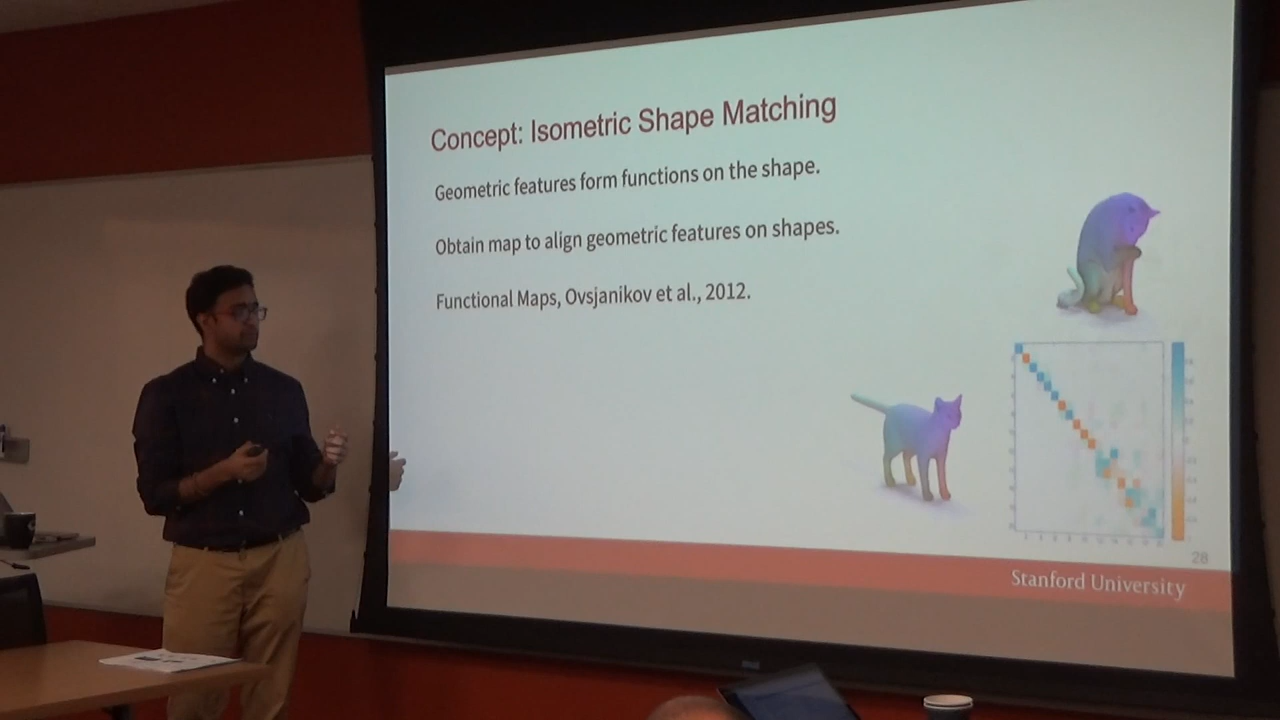 Concept: Isometric Shape Matching
Geometric features form functions on the shape.
Obtain map to align geometric features on shapes.
Functional Maps, Ovsjanikov et al., 2012.
28
Stanford University